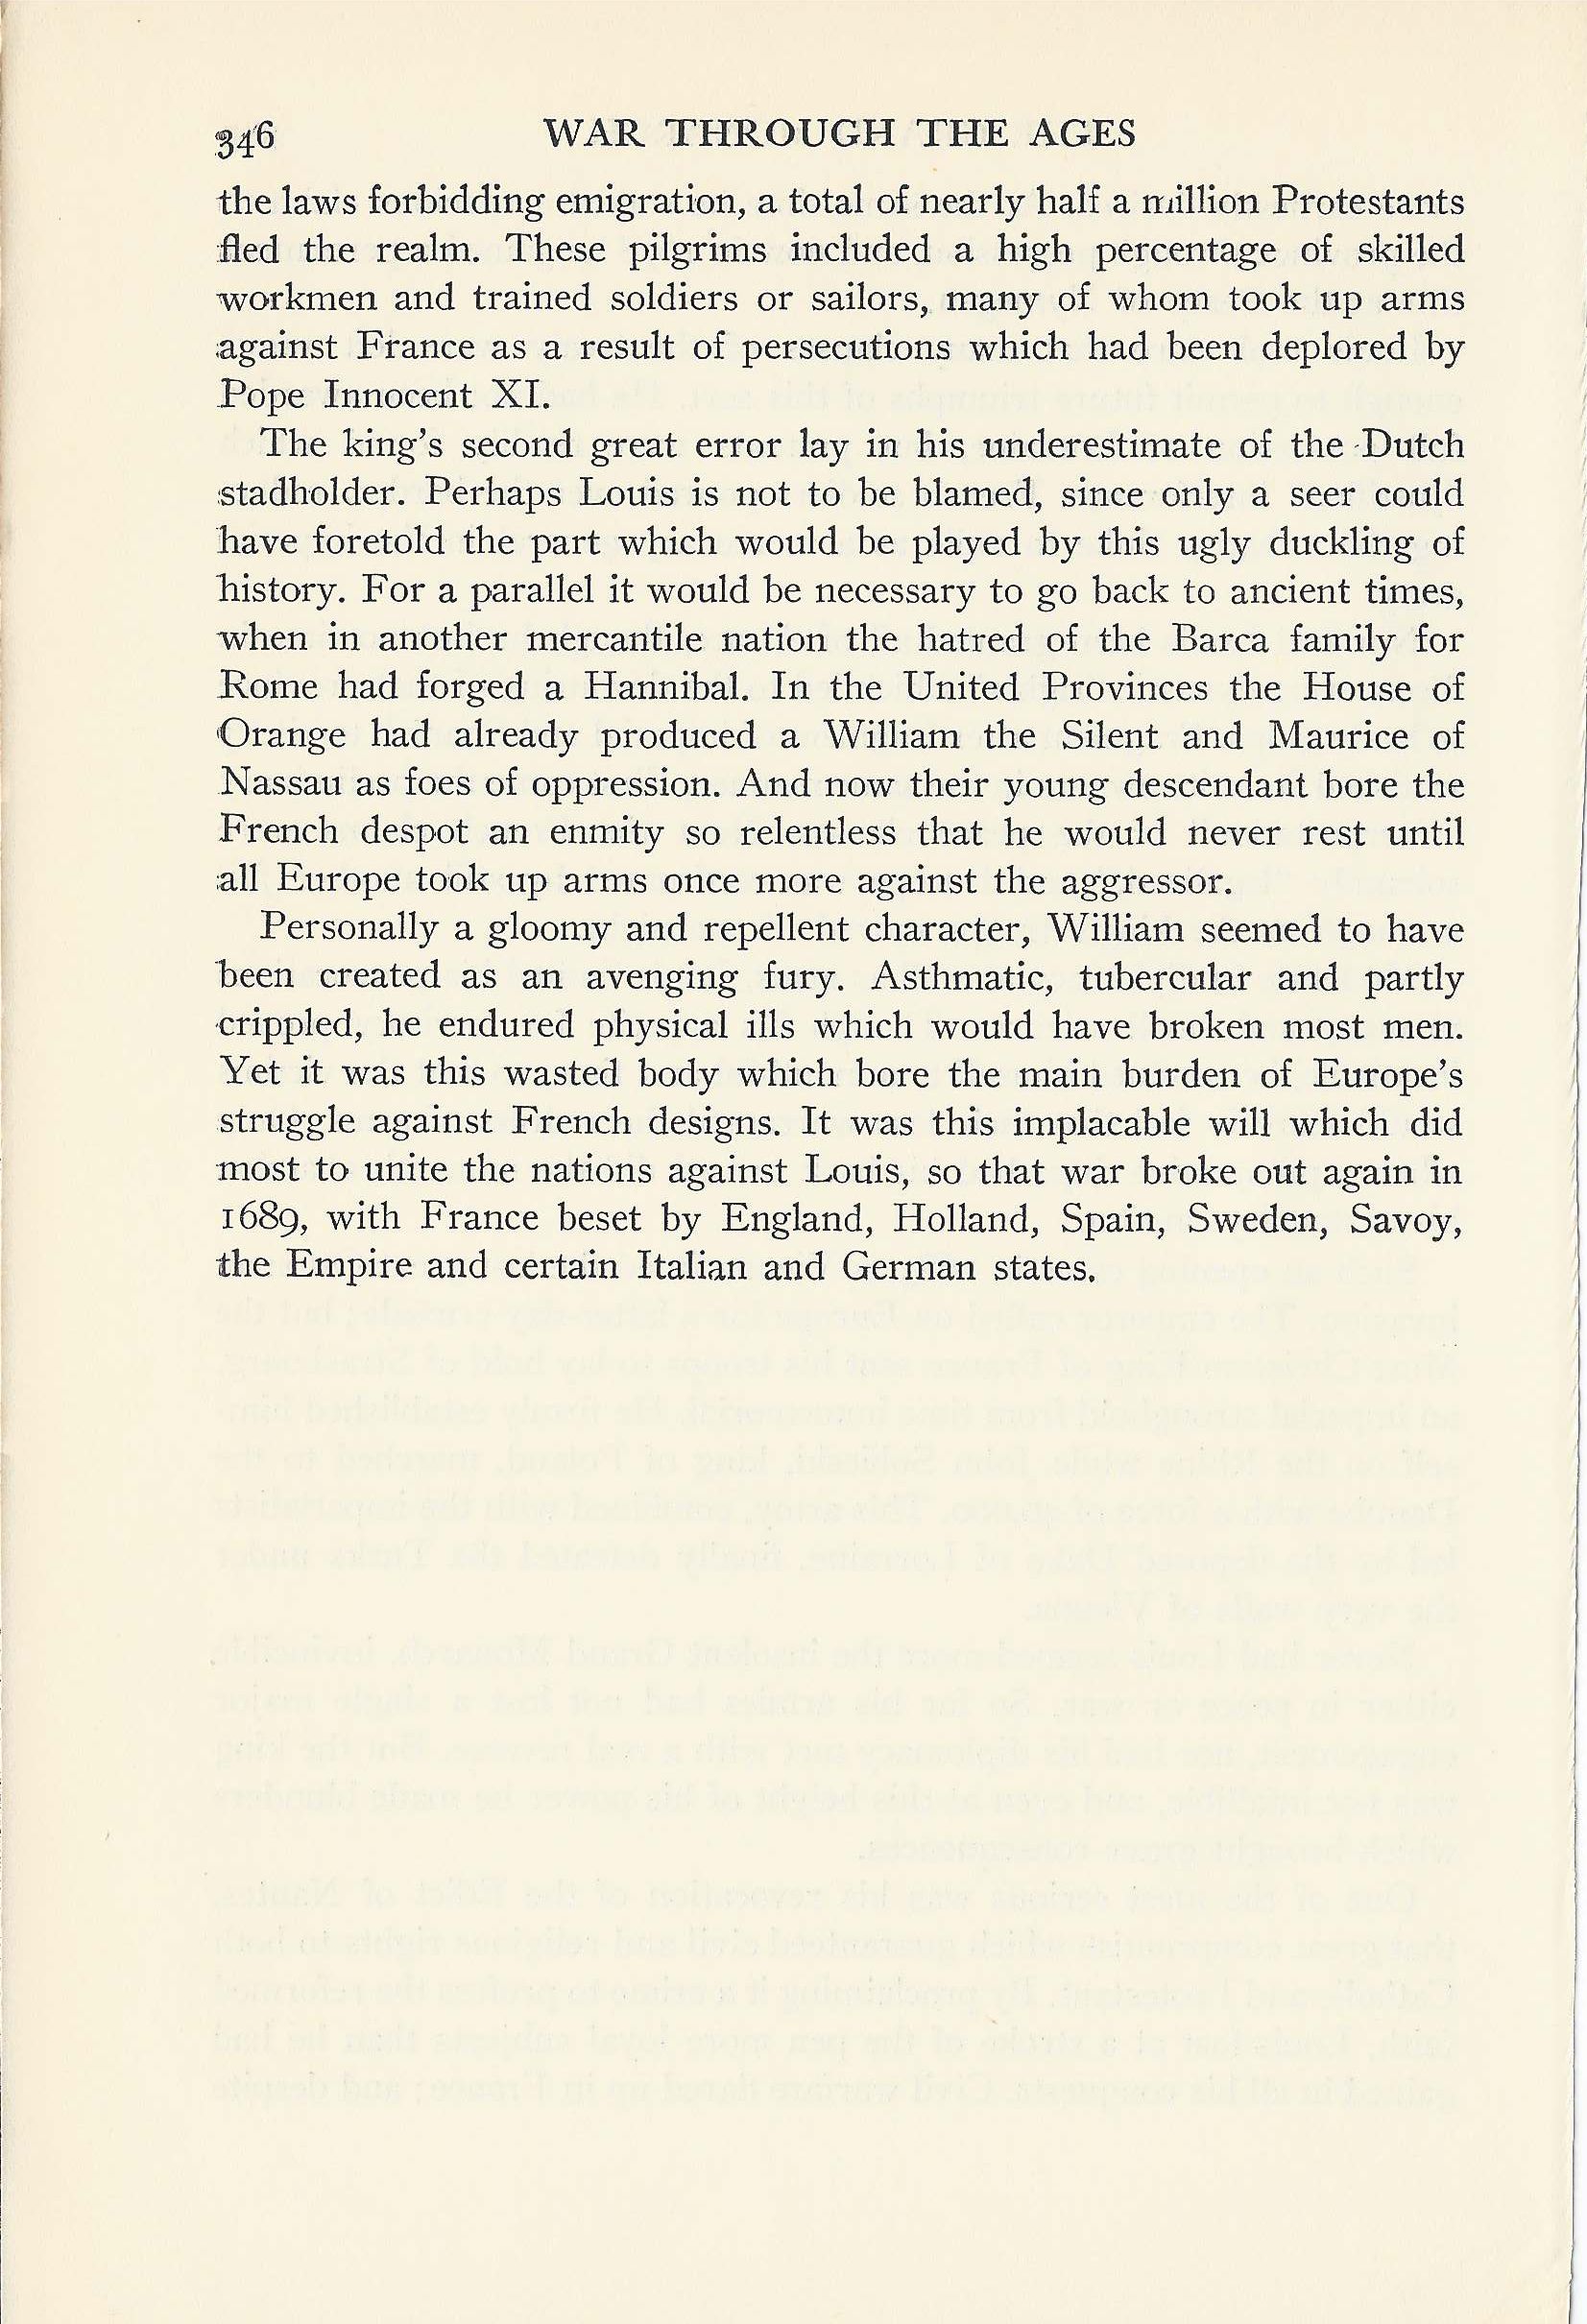 346 WAR THROUGH THE AGES
the laws forbidding emigration, a total of nearly half a million Protestants
fled the realm. These pilgrims included a high percentage of skilled
workmen and trained soldiers or sailors, many of whom took up arms
against France as a result of persecutions which had been deplored by
Pope Innocent XI.
The king's second great error lay in his underestimate of the Dutch
stadholder. Perhaps Louis is not to be blamed, since only a seer could
have foretold the part which would be played by this ugly duckling of
history. For a parallel it would be necessary to go back to ancient times,
when in another mercantile nation the hatred of the Barca family for
Rome had forged a Hannibal. In the United Provinces the House of
Orange had already produced a William the Silent and Maurice of
Nassau as foes of oppression. And now their young descendant bore the
French despot an enmity so relentless that he would never rest until
all Europe took up arms once more against the aggressor.
Personally a gloomy and repellent character, William seemed to have
been created as an avenging fury. Asthmatic, tubercular and partly
crippled, he endured physical ills which would have broken most men.
Yet it was this wasted body which bore the main burden of Europe's
struggle against French designs. It was this implacable will which did
most to unite the nations against Louis, so that war broke out again in
1689, with France beset by England, Holland, Spain, Sweden, Savoy,
the Empire and certain Italian and German states.